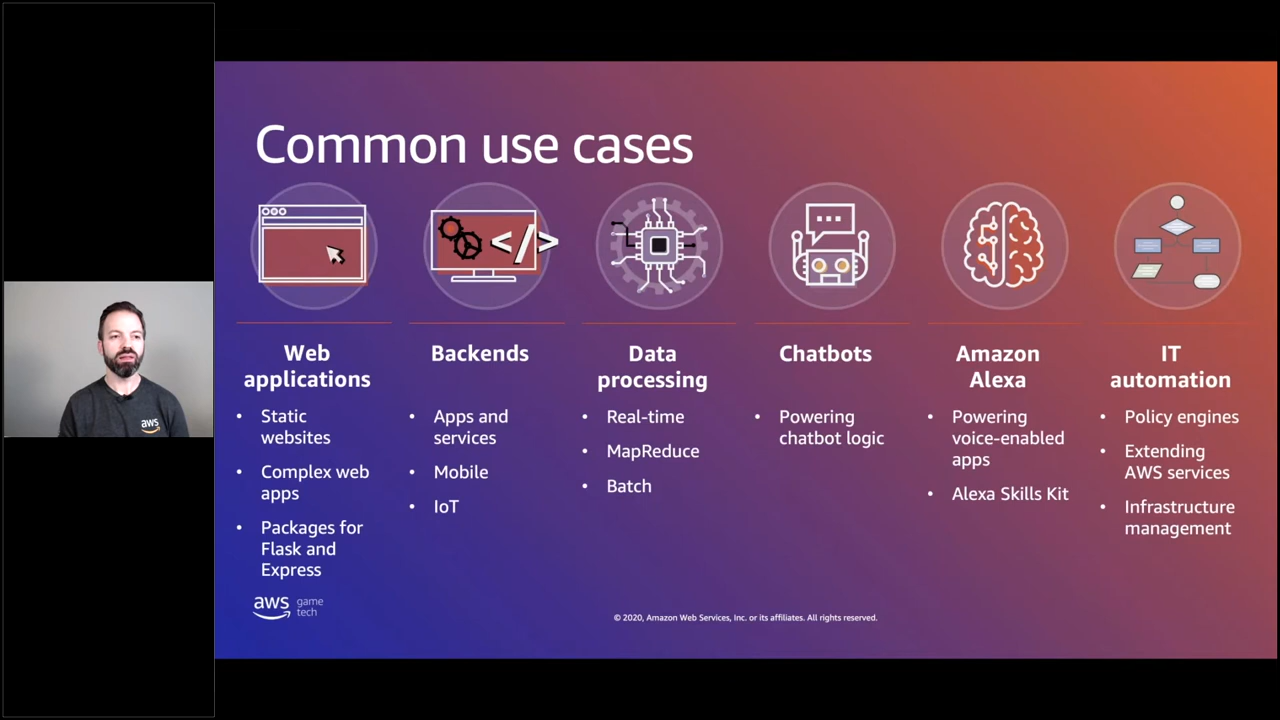 Common use cases
</>
Web
applications
• Static
websites
• Complex web
apps
• Packages for
Flask and
Express
Backends
• Apps and
services
• Mobile
• IoT
Data
processing
• Real-time
• MapReduce
• Batch
Chatbots
• Powering
chatbot logic
Amazon
Alexa
• Powering
voice-enabled
apps
• Alexa Skills Kit
IT
automation
• Policy engines
• Extending
AWS services
• Infrastructure
management
aws game
tech
© 2020, Amazon Web Services, Inc. or its affiliates. All rights reserved.
aws